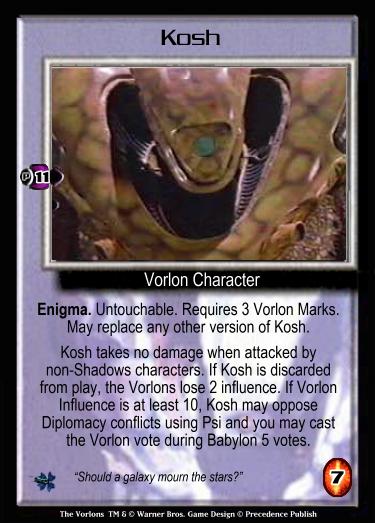 Kosh
P 11
Vorlon Character
Enigma. Untouchable. Requires 3 Vorlon Marks.
May replace any other version of Kosh.
Kosh takes no damage when attacked by
non-Shadows characters. If Kosh is discarded
from play, the Vorlons lose 2 influence. If Vorlon
Influence is at least 10, Kosh may oppose
Diplomacy conflicts using Psi and you may cast
the Vorlon vote during Babylon 5 votes.
"Should a galaxy mourn the stars?"
7
The Vorlons TM & © Warner Bros. Game Design © Precedence Publish